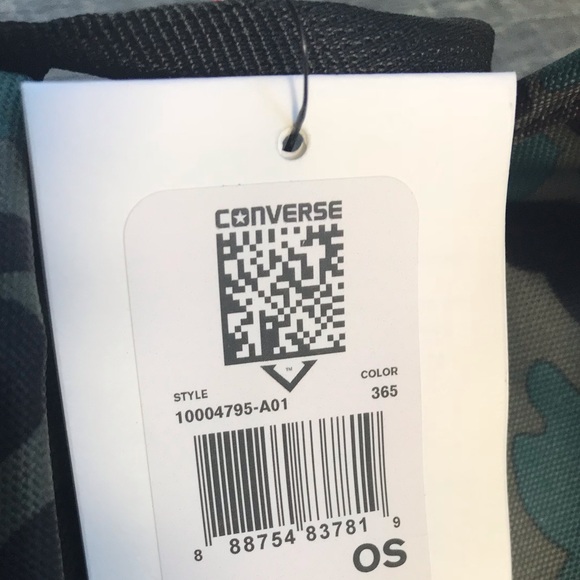 CONVERSE
TM
STYLE
COLOR
10004795-A01
365
8 88754 83781 9
OS